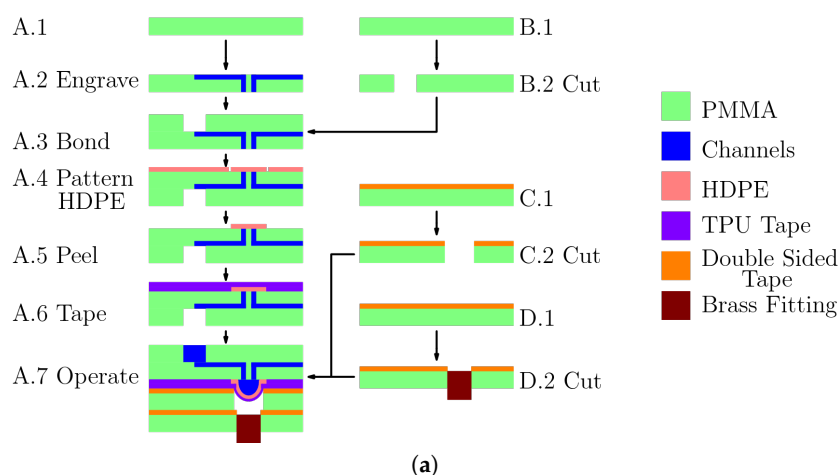 A.1
B.1
A.2 Engrave
B.2 Cut
A.3 Bond
A.4 Pattern
HDPE
C.1
A.5 Peel
C.2 Cut
A.6 Tape
D.1
A.7 Operate
D.2 Cut
PMMA
Channels
HDPE
TPU Tape
Double Sided
Tape
Brass Fitting
(a)